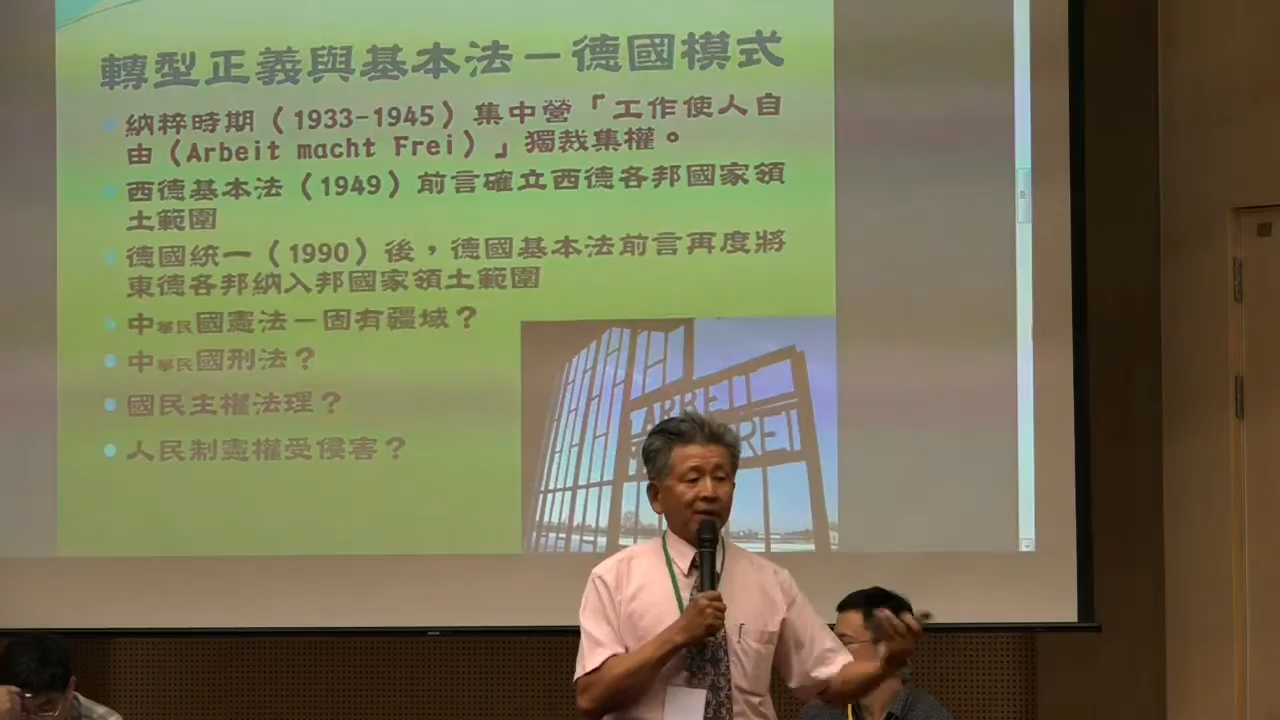 轉型正義與基本法－德國模式
納粹時期（1933-1945）集中營「工作使人自
由（Arbeit macht Frei）」獨裁集權。
西德基本法（1949）前言確立西德各邦國家領
土範圍
德國統一（1990）後，德國基本法前言再度將
東德各邦納入邦國家領土範圍
中華民國憲法－固有疆域？
中華民國刑法？
國民主權法理？
人民制憲權受侵害？
ARBEIT
FREI